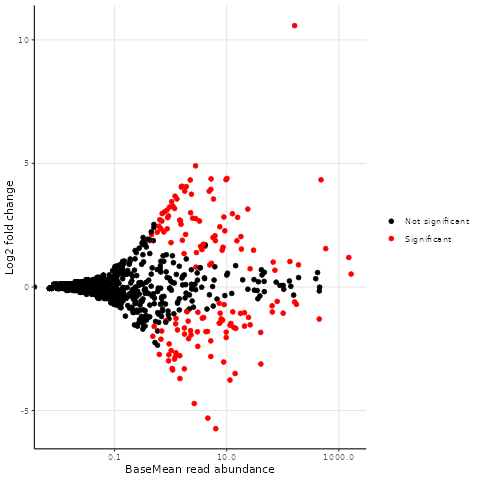 10
5
0
-5
0.1
10.0
1000.0
BaseMean read abundance
Log2 fold change
Not significant
Significant